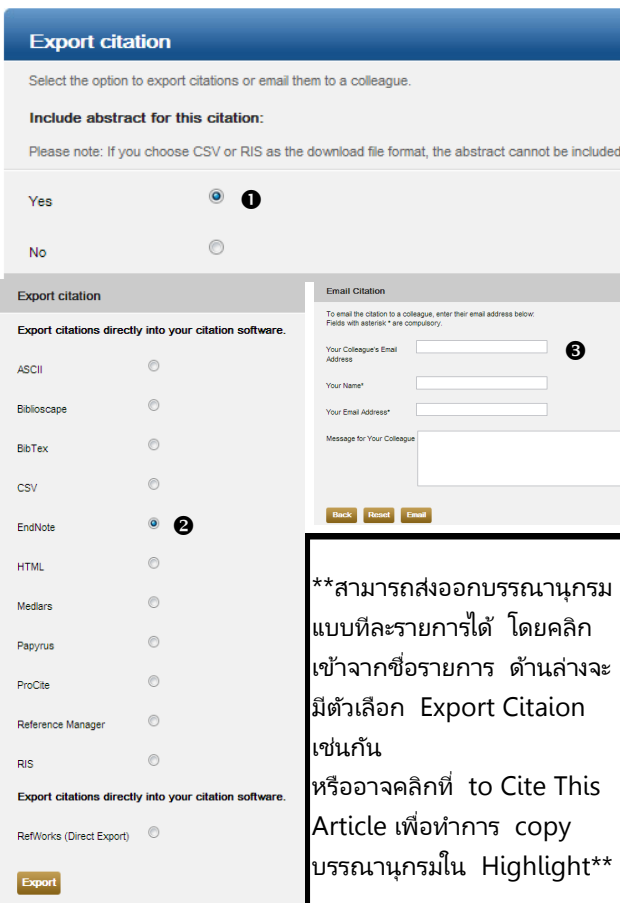 Export citation
Select the option to export citations or email them to a colleague.
Include abstract for this citation:
Please note: If you choose CSV or RIS as the download file format, the abstract cannot be included
Yes ❶
No
Export citation
Export citations directly into your citation software.
ASCII
Biblioscape
BibTex
CSV
EndNote ❷
HTML
Medlars
Papyrus
ProCite
Reference Manager
RIS
Export citations directly into your citation software.
RefWorks (Direct Export)
Export
Email Citation
To email the citation to a colleague, enter their email address below:
Fields with asterisk * are compulsory.
Your Colleague's Email
Address
❸
Your Name*
Your Email Address*
Message for Your Colleague
Back Reset Email
**สามารถส่งออกบรรณานุกรม
แบบทีละรายการได้ โดยคลิก
เข้าจากชื่อรายการ ด้านล่างจะ
มีตัวเลือก Export Citaion
เช่นกัน
หรืออาจคลิกที่ to Cite This
Article เพื่อทำการ copy
บรรณานุกรมใน Highlight**